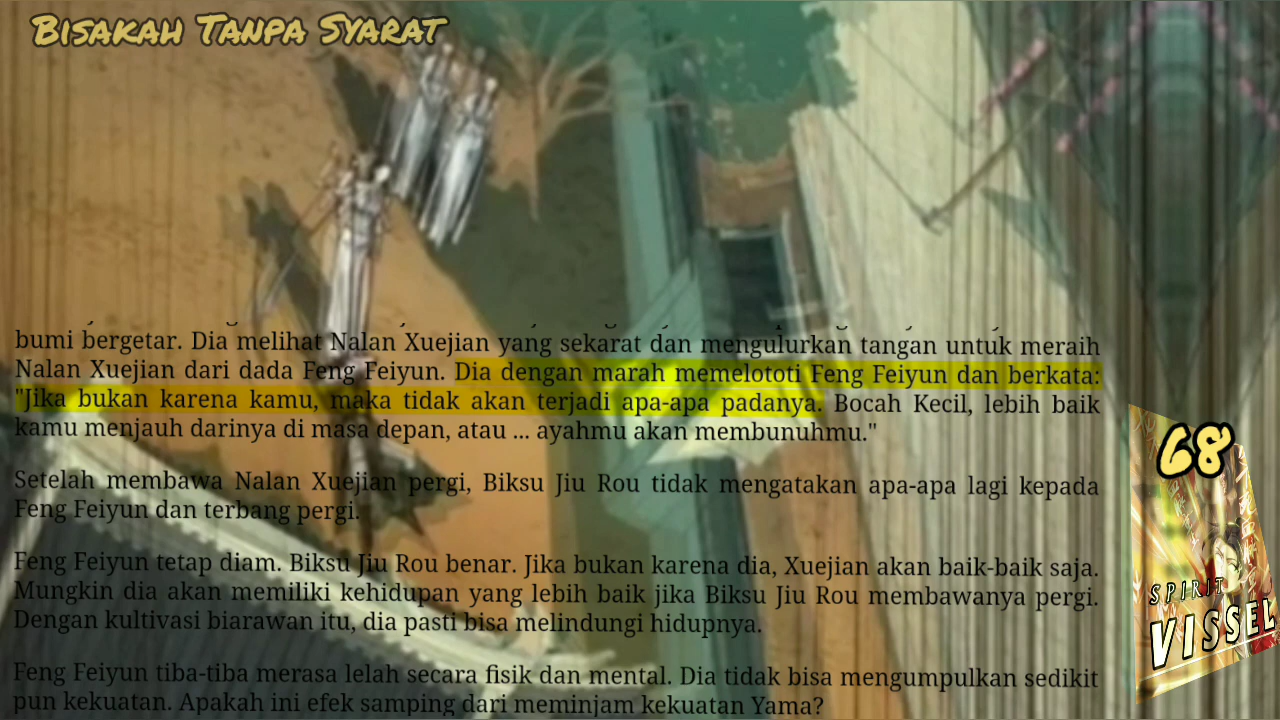 Bisakah Tanpa Syarat
bumi bergetar. Dia melihat Nalan Xuejian yang sekarat dan mengulurkan tangan untuk meraih
Nalan Xuejian dari dada Feng Feiyun. Dia dengan marah memelototi Feng Feiyun dan berkata:
"Jika bukan karena kamu, maka tidak akan terjadi apa-apa padanya. Bocah Kecil, lebih baik
kamu menjauh darinya di masa depan, atau ... ayahmu akan membunuhmu."
Setelah membawa Nalan Xuejian pergi, Biksu Jiu Rou tidak mengatakan apa-apa lagi kepada
Feng Feiyun dan terbang pergi.
Feng Feiyun tetap diam. Biksu Jiu Rou benar. Jika bukan karena dia, Xuejian akan baik-baik saja.
Mungkin dia akan memiliki kehidupan yang lebih baik jika Biksu Jiu Rou membawanya pergi.
Dengan kultivasi biarawan itu, dia pasti bisa melindungi hidupnya.
Feng Feiyun tiba-tiba merasa lelah secara fisik dan mental. Dia tidak bisa mengumpulkan sedikit
pun kekuatan. Apakah ini efek samping dari meminjam kekuatan Yama?
68
SPIRIT
VISSEL